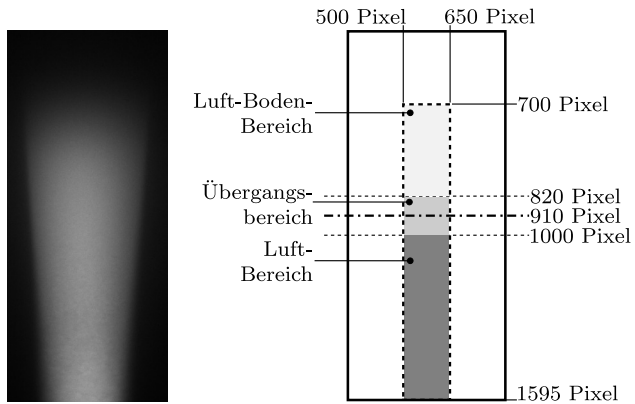 500 Pixel 650 Pixel
Luft-Boden-
Bereich
700 Pixel
Übergangs-
bereich
820 Pixel
910 Pixel
1000 Pixel
Luft-
Bereich
1595 Pixel